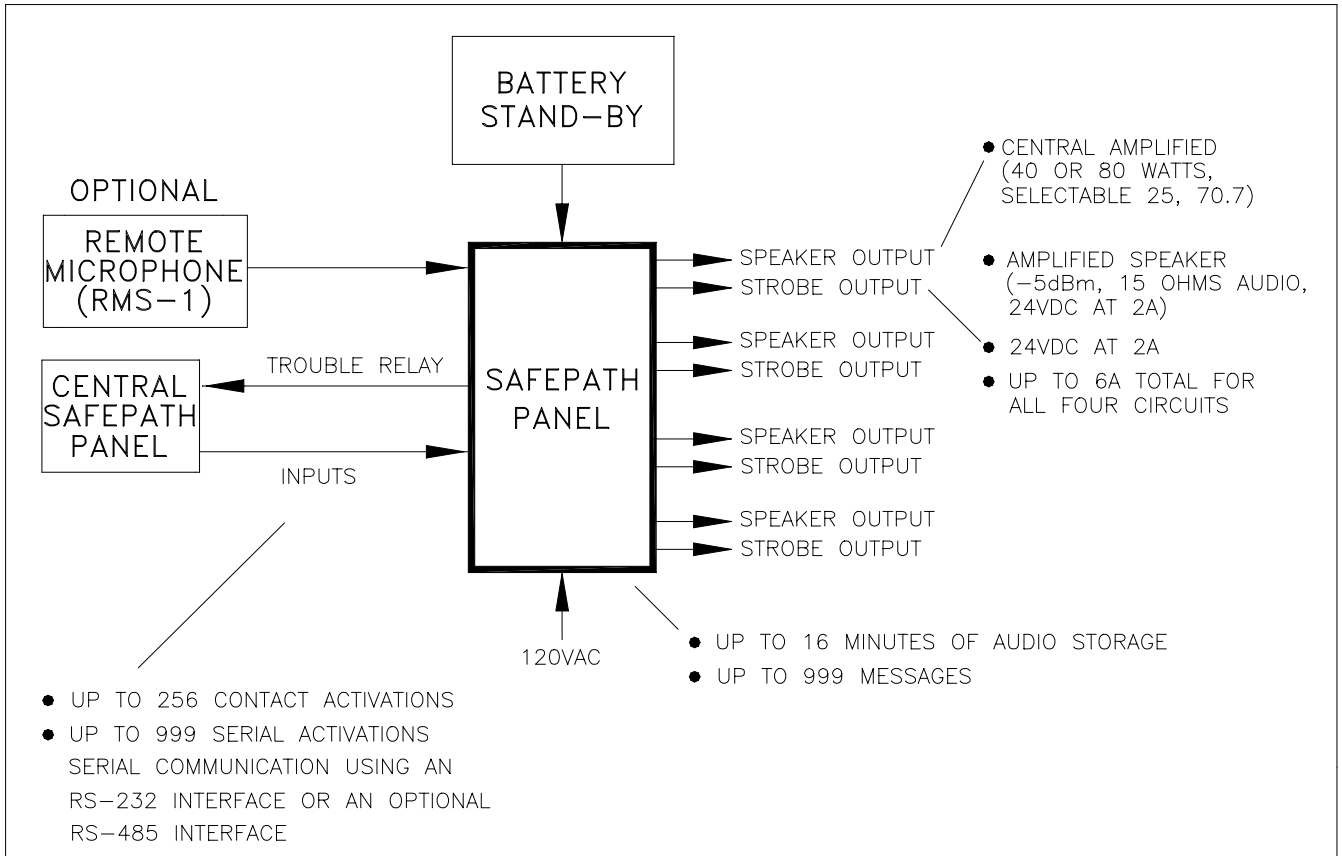 BATTERY
STAND-BY
OPTIONAL
REMOTE
MICROPHONE
(RMS-1)
CENTRAL
SAFEPATH
PANEL
TROUBLE RELAY
INPUTS
SAFEPATH
PANEL
120VAC
SPEAKER OUTPUT
STROBE OUTPUT
SPEAKER OUTPUT
STROBE OUTPUT
SPEAKER OUTPUT
STROBE OUTPUT
SPEAKER OUTPUT
STROBE OUTPUT
● CENTRAL AMPLIFIED
(40 OR 80 WATTS,
SELECTABLE 25, 70.7)
● AMPLIFIED SPEAKER
(-5dBm, 15 OHMS AUDIO,
24VDC AT 2A)
● 24VDC AT 2A
● UP TO 6A TOTAL FOR
ALL FOUR CIRCUITS
● UP TO 16 MINUTES OF AUDIO STORAGE
● UP TO 999 MESSAGES
● UP TO 256 CONTACT ACTIVATIONS
● UP TO 999 SERIAL ACTIVATIONS
SERIAL COMMUNICATION USING AN
RS-232 INTERFACE OR AN OPTIONAL
RS-485 INTERFACE